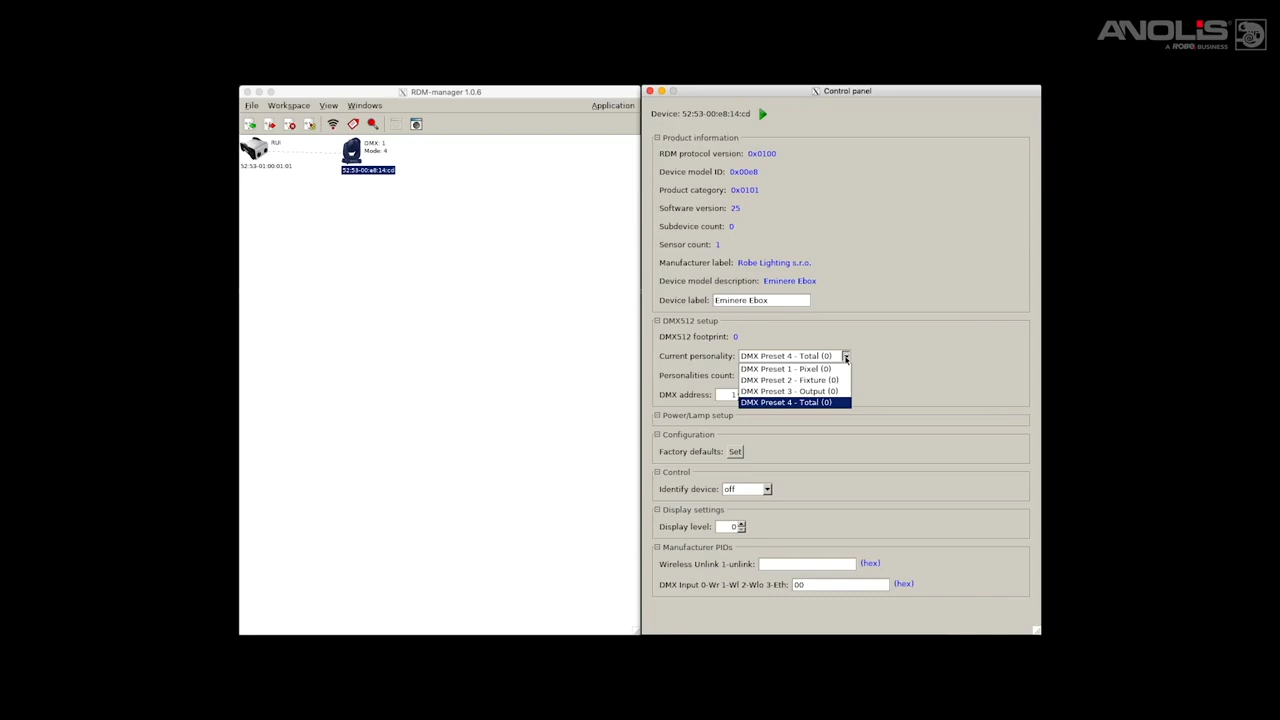 ANOLIS
A ROBE BUSINESS
RDM-manager 1.0.6
File Workspace View Windows Application
RUI
52:53-01:00:01:01
DMX: 1
Mode: 4
52:53-00:e8:14:cd
Control panel
Device: 52:53-00:e8:14:cd
Product information
RDM protocol version: 0x0100
Device model ID: 0x00e8
Product category: 0x0101
Software version: 25
Subdevice count: 0
Sensor count: 1
Manufacturer label: Robe Lighting s.r.o.
Device model description: Eminere Ebox
Device label: Eminere Ebox
DMX512 setup
DMX512 footprint: 0
Current personality: DMX Preset 4 - Total (0)
DMX Preset 1 - Pixel (0)
DMX Preset 2 - Fixture (0)
DMX Preset 3 - Output (0)
DMX Preset 4 - Total (0)
Personalities count:
DMX address: 1
Power/Lamp setup
Configuration
Factory defaults: Set
Control
Identify device: off
Display settings
Display level: 0
Manufacturer PIDs
Wireless Unlink 1-unlink: (hex)
DMX Input 0-Wr 1-Wl 2-Wlo 3-Eth: 00 (hex)